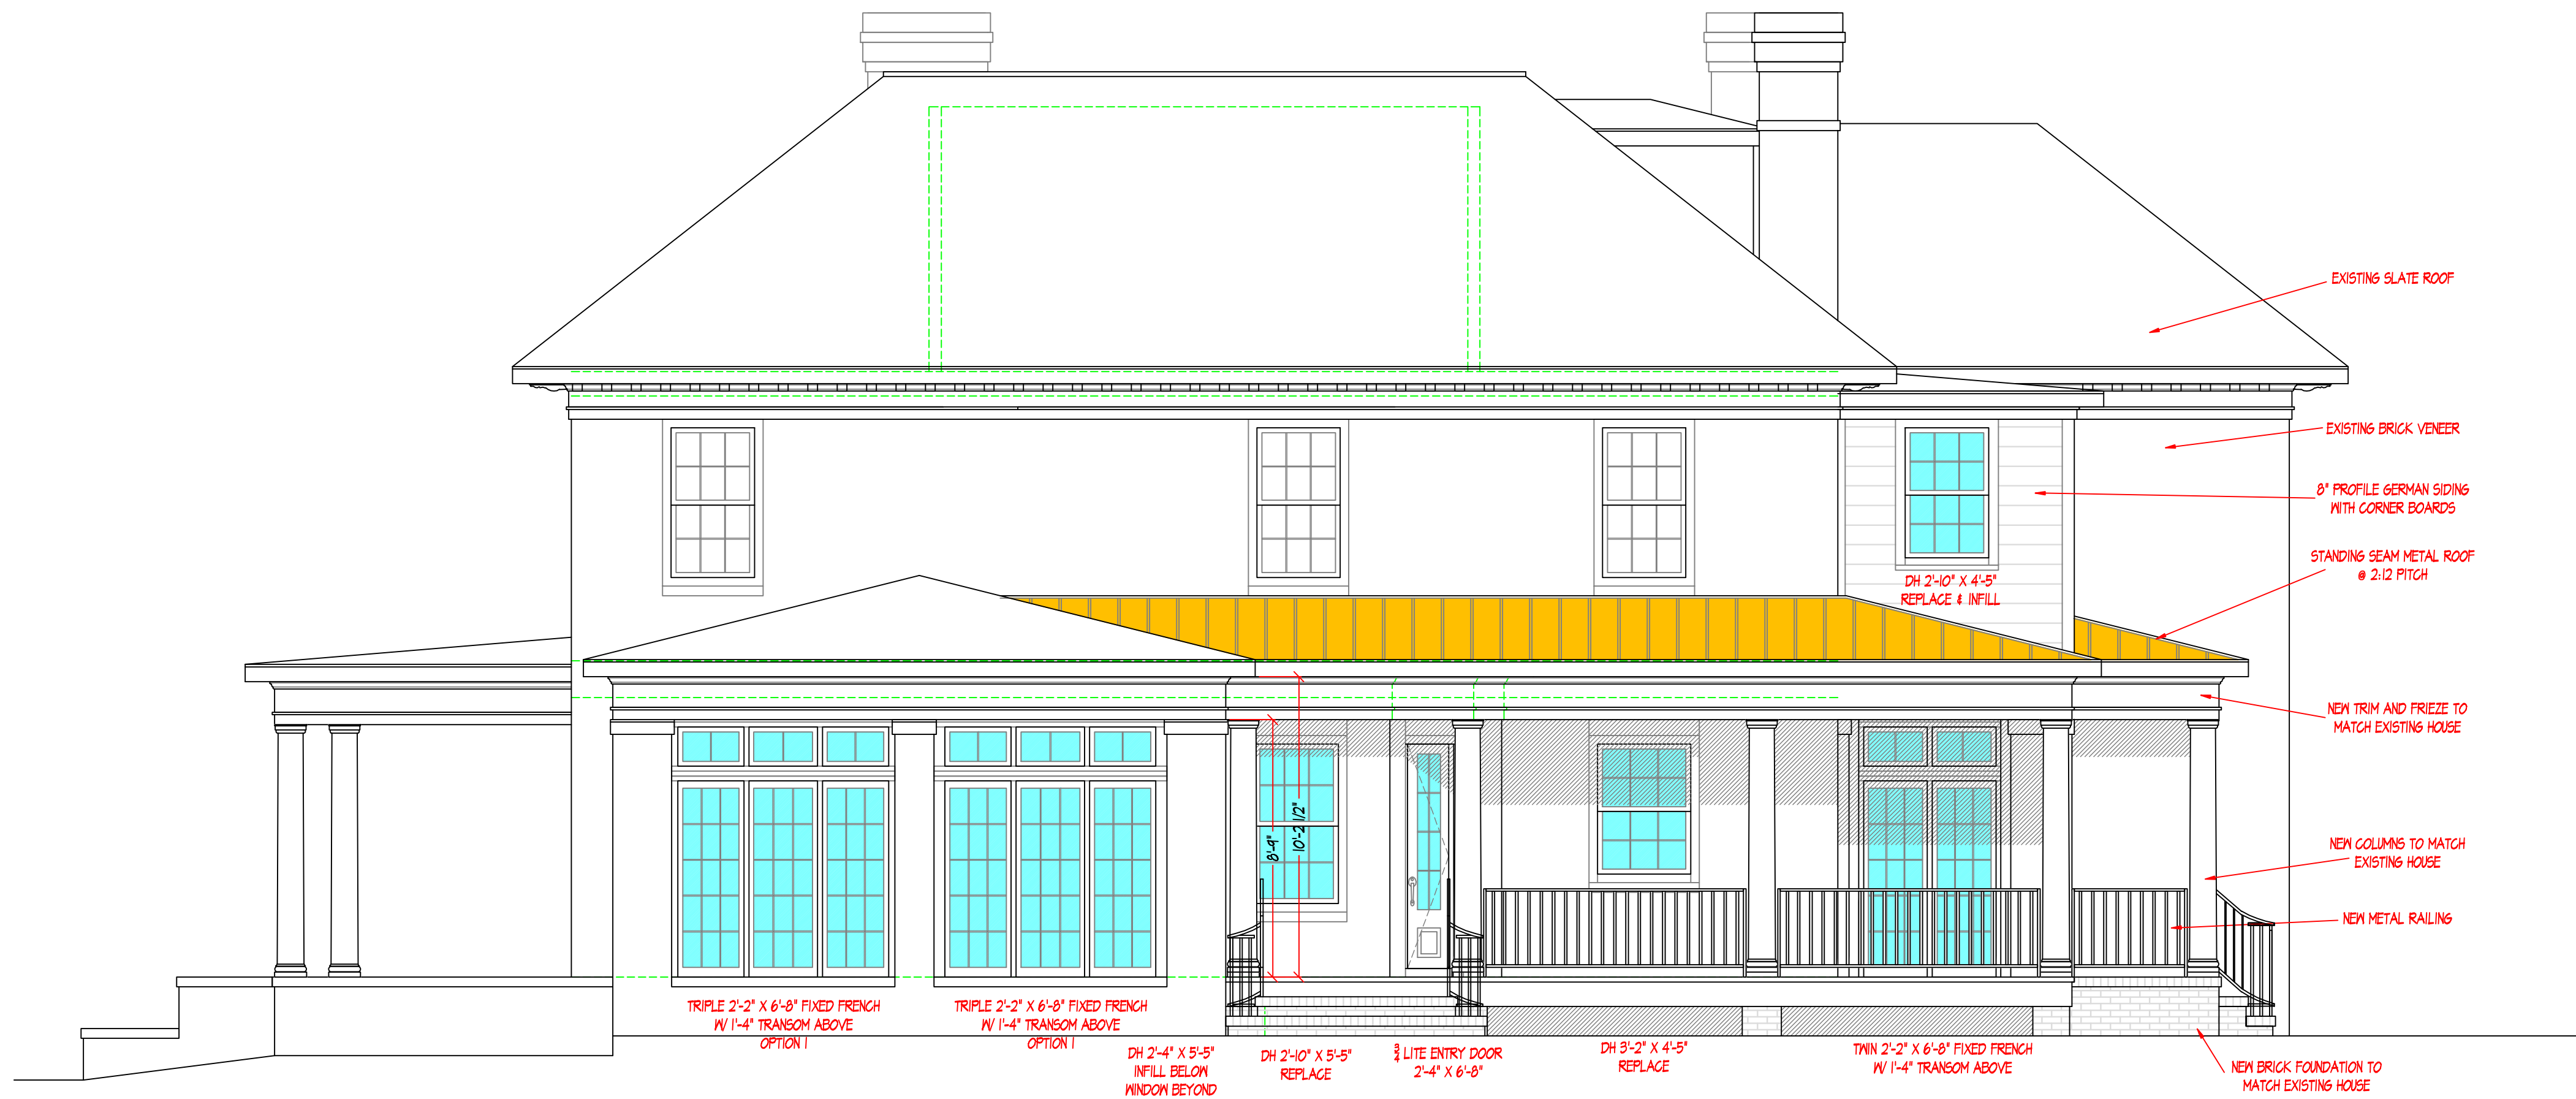 EXISTING SLATE ROOF
EXISTING BRICK VENEER
8" PROFILE GERMAN SIDING
WITH CORNER BOARDS
STANDING SEAM METAL ROOF
@ 2:12 PITCH
DH 2'-10" X 4'-5"
REPLACE & INFILL
NEW TRIM AND FRIEZE TO
MATCH EXISTING HOUSE
8'-9"
10'-2 1/2"
NEW COLUMNS TO MATCH
EXISTING HOUSE
NEW METAL RAILING
TRIPLE 2'-2" X 6'-8" FIXED FRENCH
W/ 1'-4" TRANSOM ABOVE
OPTION 1
TRIPLE 2'-2" X 6'-8" FIXED FRENCH
W/ 1'-4" TRANSOM ABOVE
OPTION 1
DH 2'-4" X 5'-5"
INFILL BELOW
WINDOW BEYOND
DH 2'-10" X 5'-5"
REPLACE
3/4 LITE ENTRY DOOR
2'-4" X 6'-8"
DH 3'-2" X 4'-5"
REPLACE
TWIN 2'-2" X 6'-8" FIXED FRENCH
W/ 1'-4" TRANSOM ABOVE
NEW BRICK FOUNDATION TO
MATCH EXISTING HOUSE